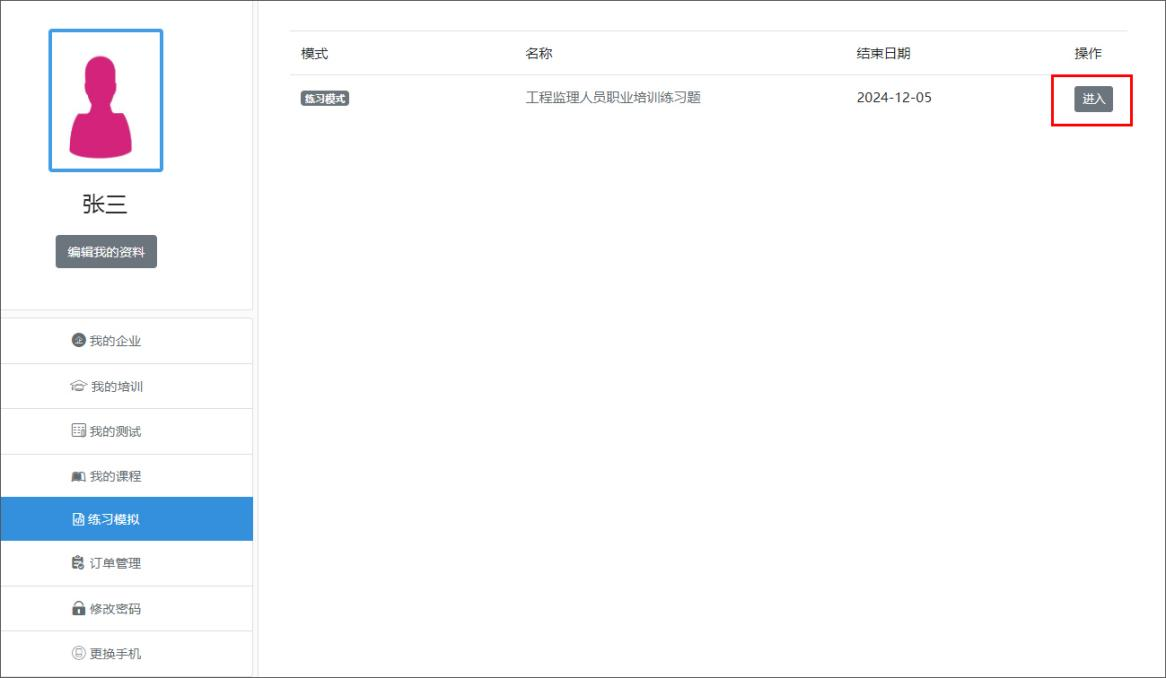 张三
编辑我的资料
我的企业
我的培训
我的测试
我的课程
练习模拟
订单管理
修改密码
更换手机
模式 名称 结束日期 操作
练习模式 工程监理人员职业培训练习题 2024-12-05 进入